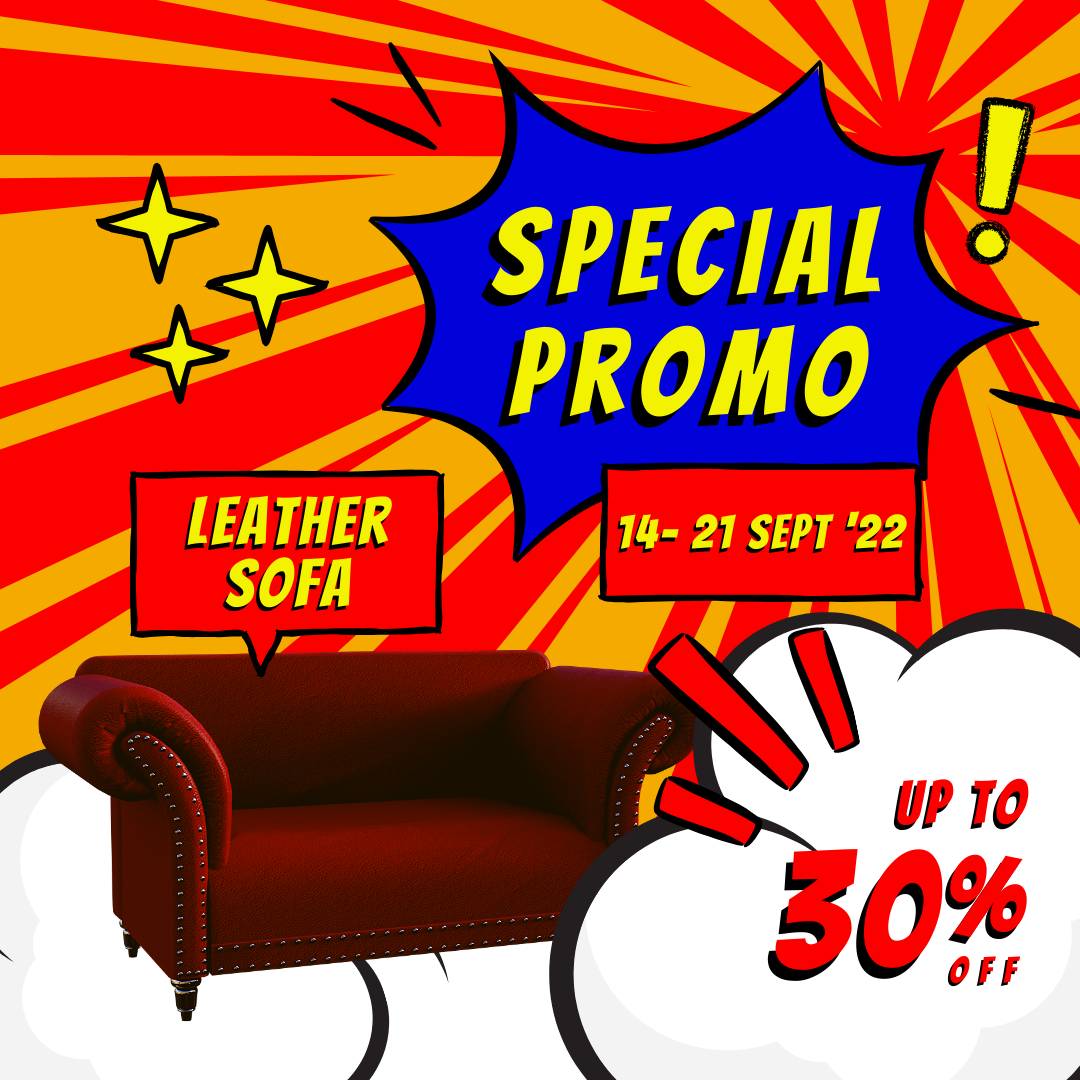 SPECIAL
PROMO
LEATHER
SOFA
14- 21 SEPT '22
UP TO
30%
OFF